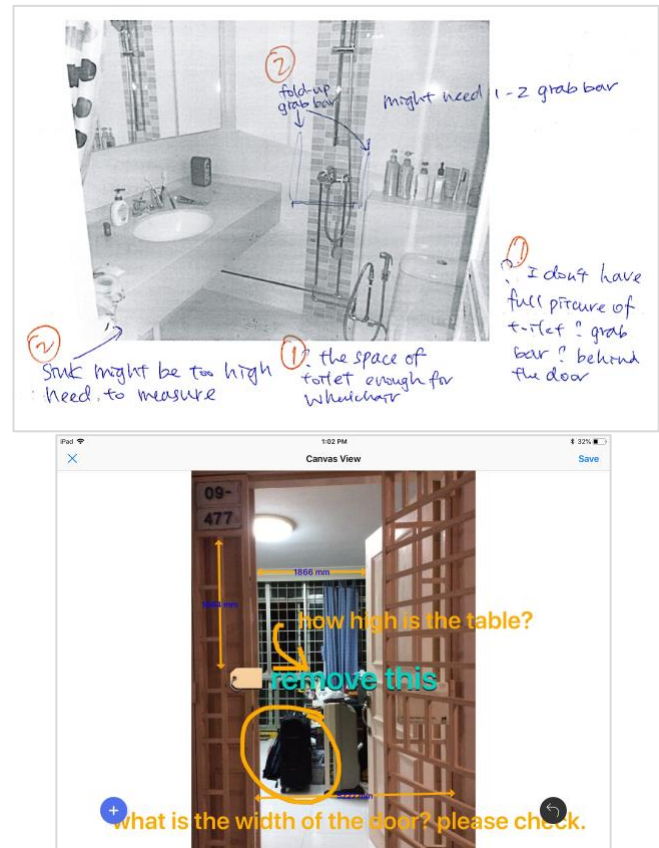 2
fold-up
grab bar
might need 1-2 grab bar
1
? I don't have
full pitcure of
toilet ? grab
bar ? behind
the door
2
Sink might be too high
need to measure
1 ? the space of
toilet enough for
wheelchair
iPad
1:02 PM
32%
Canvas View
Save
09-
477
1866 mm
mm
how high is the table?
remove this
mm
what is the width of the door? please check.